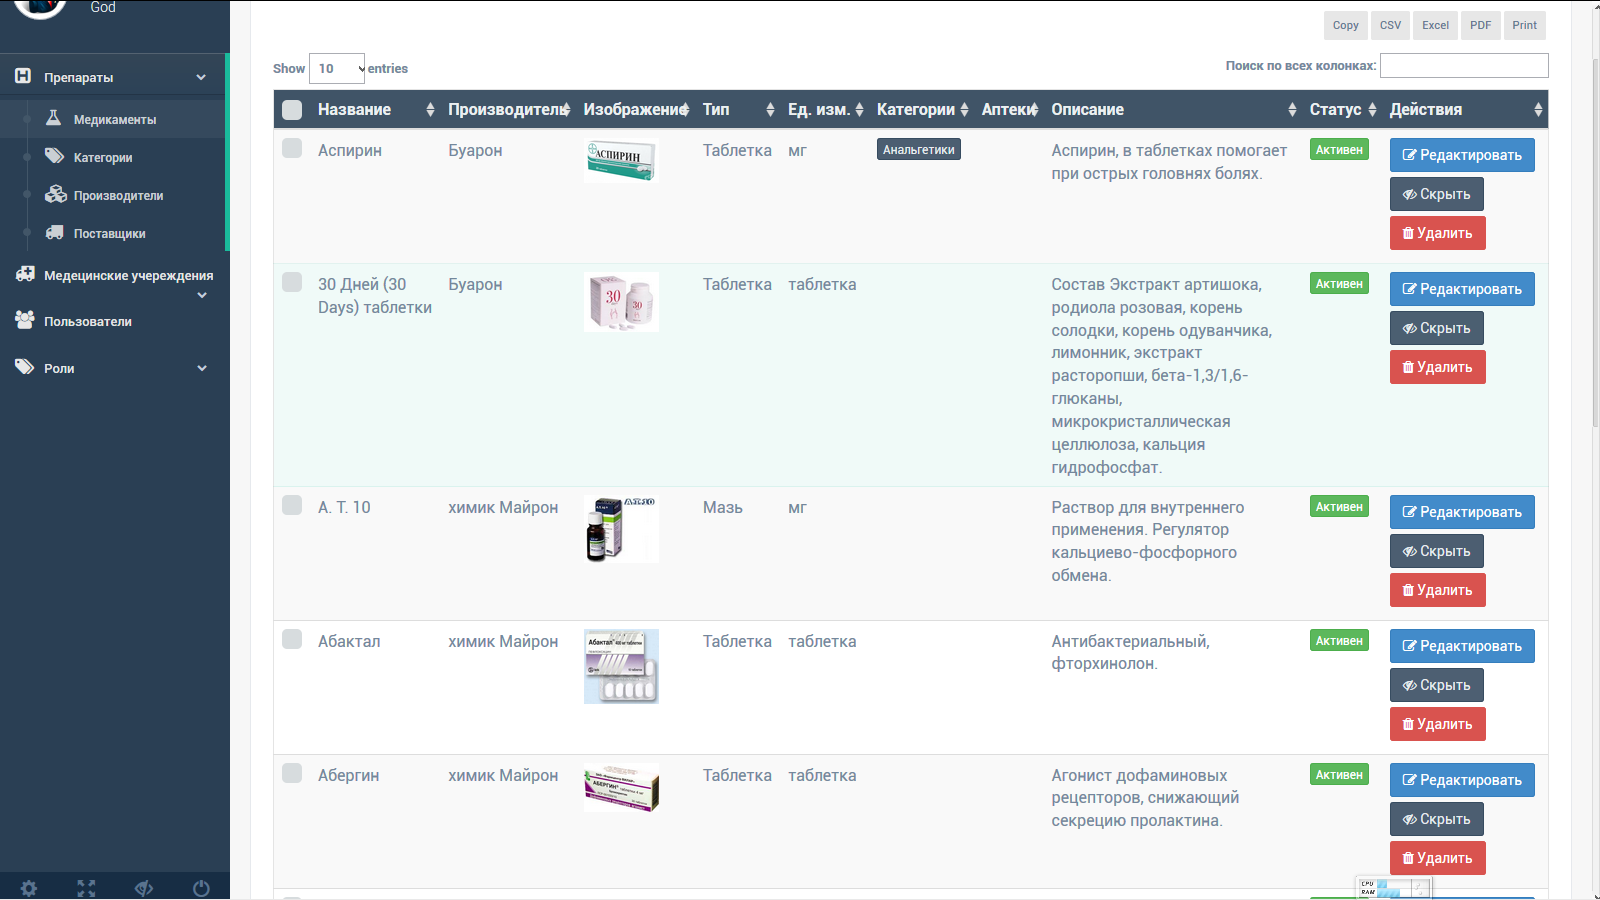 God
Copy CSV Excel PDF Print
Show 10 entries
Поиск по всех колонках:
Препараты
Медикаменты
Категории
Производители
Поставщики
Медецинские учереждения
Пользователи
Роли
Название Производитель Изображение Тип Ед. изм. Категории Аптеки Описание Статус Действия
Аспирин Буарон Таблетка мг Анальгетики Аспирин, в таблетках помогает Активен Редактировать
АСПИРИН
при острых головнях болях.
Скрыть
Удалить
30 Дней (30 Буарон Таблетка таблетка Состав Экстракт артишока, Активен Редактировать
30
Days) таблетки родиола розовая, корень
солодки, корень одуванчика, Скрыть
лимонник, экстракт
расторопши, бета-1,3/1,6- Удалить
глюканы,
микрокристаллическая
целлюлоза, кальция
гидрофосфат.
А. Т. 10 химик Майрон Мазь мг Раствор для внутреннего Активен Редактировать
AT-10
применения. Регулятор
кальциево-фосфорного Скрыть
обмена.
Удалить
Абактал химик Майрон Таблетка таблетка Антибактериальный, Активен Редактировать
Абактал
фторхинолон.
Скрыть
Удалить
Абергин химик Майрон Таблетка таблетка Агонист дофаминовых Активен Редактировать
АБЕРГИН
рецепторов, снижающий
секрецию пролактина. Скрыть
Удалить
CPU
RAM